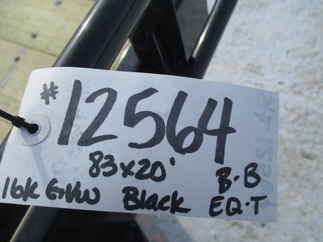 *12564
83x20' B·B
16K GVW Black EQ·T